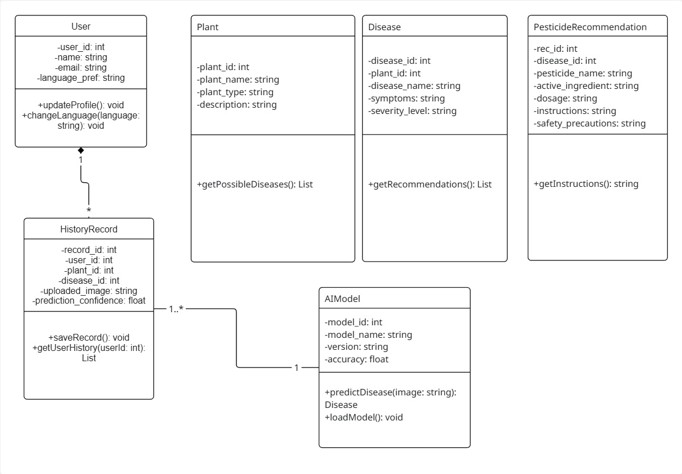 User
-user_id: int
-name: string
-email: string
-language_pref: string
+updateProfile(): void
+changeLanguage(language:
string): void
Plant
-plant_id: int
-plant_name: string
-plant_type: string
-description: string
+getPossibleDiseases(): List
Disease
-disease_id: int
-plant_id: int
-disease_name: string
-symptoms: string
-severity_level: string
+getRecommendations(): List
PesticideRecommendation
-rec_id: int
-disease_id: int
-pesticide_name: string
-active_ingredient: string
-dosage: string
-instructions: string
-safety_precautions: string
+getInstructions(): string
1
*
HistoryRecord
-record_id: int
-user_id: int
-plant_id: int
-disease_id: int
-uploaded_image: string
-prediction_confidence: float
+saveRecord(): void
+getUserHistory(userId: int):
List
1..*
1
AIModel
-model_id: int
-model_name: string
-version: string
-accuracy: float
+predictDisease(image: string):
Disease
+loadModel(): void